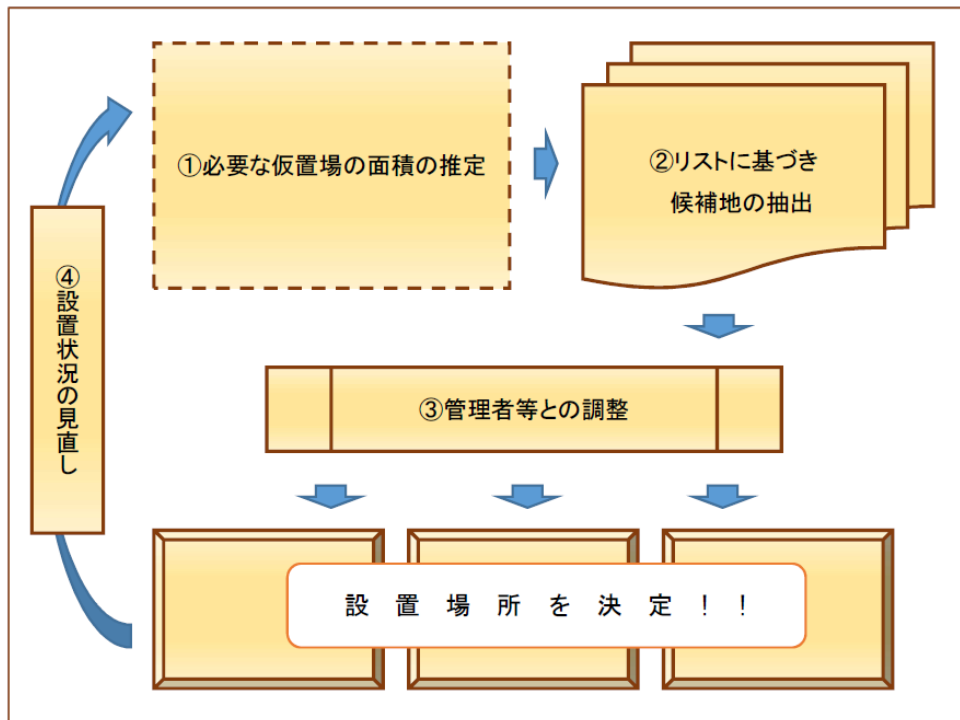 ①必要な仮置場の面積の推定
②リストに基づき
候補地の抽出
③管理者等との調整
設置場所を決定！！
④設置状況の見直し